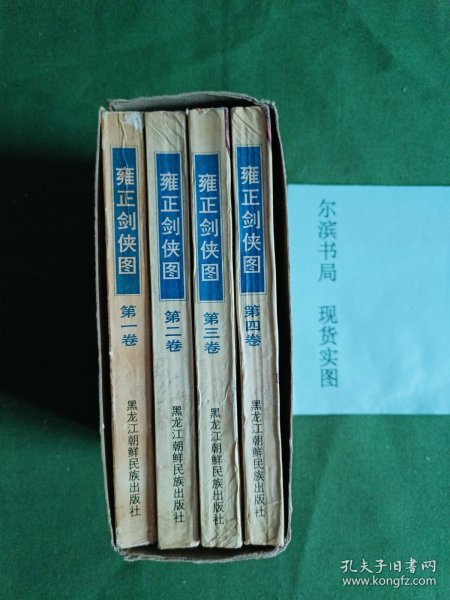 雍正剑侠图
第一卷
黑龙江朝鲜民族出版社
雍正剑侠图
第二卷
黑龙江朝鲜民族出版社
雍正剑侠图
第三卷
黑龙江朝鲜民族出版社
雍正剑侠图
第四卷
黑龙江朝鲜民族出版社
尔滨书局 现货实图
孔夫子旧书网
www.kongfz.com